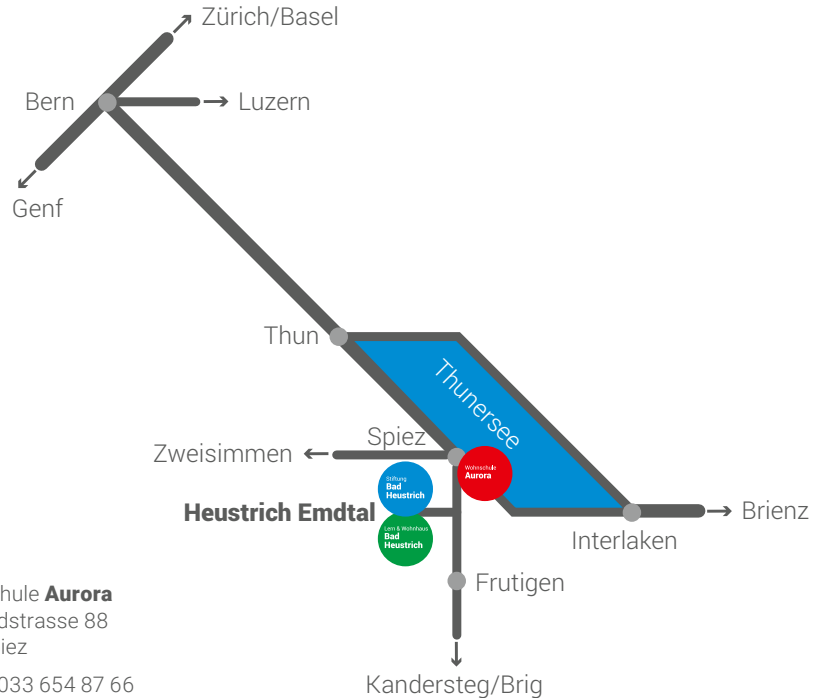 Zürich/Basel
Bern
Luzern
Genf
Thun
Thunersee
Spiez
Zweisimmen
Wohnschule
Aurora
Stiftung
Bad
Heustrich
Heustrich Emdtal
Lern & Wohnhaus
Bad
Heustrich
Brienz
Interlaken
Frutigen
Kandersteg/Brig
hule Aurora
dstrasse 88
iez
033 654 87 66